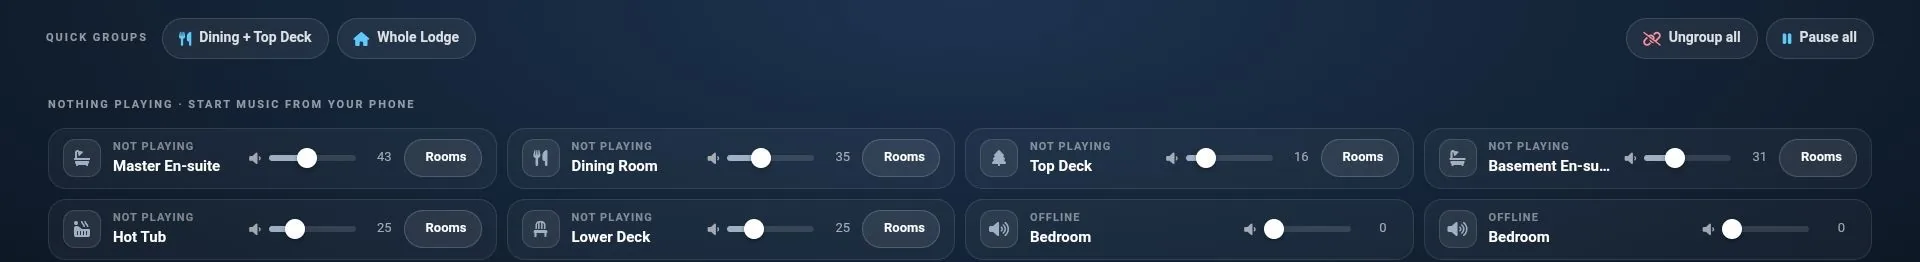 QUICK GROUPS Dining + Top Deck Whole Lodge Ungroup all Pause all
NOTHING PLAYING · START MUSIC FROM YOUR PHONE
NOT PLAYING
Master En-suite 43 Rooms
NOT PLAYING
Dining Room 35 Rooms
NOT PLAYING
Top Deck 16 Rooms
NOT PLAYING
Basement En-su... 31 Rooms
NOT PLAYING
Hot Tub 25 Rooms
NOT PLAYING
Lower Deck 25 Rooms
OFFLINE
Bedroom 0
OFFLINE
Bedroom 0